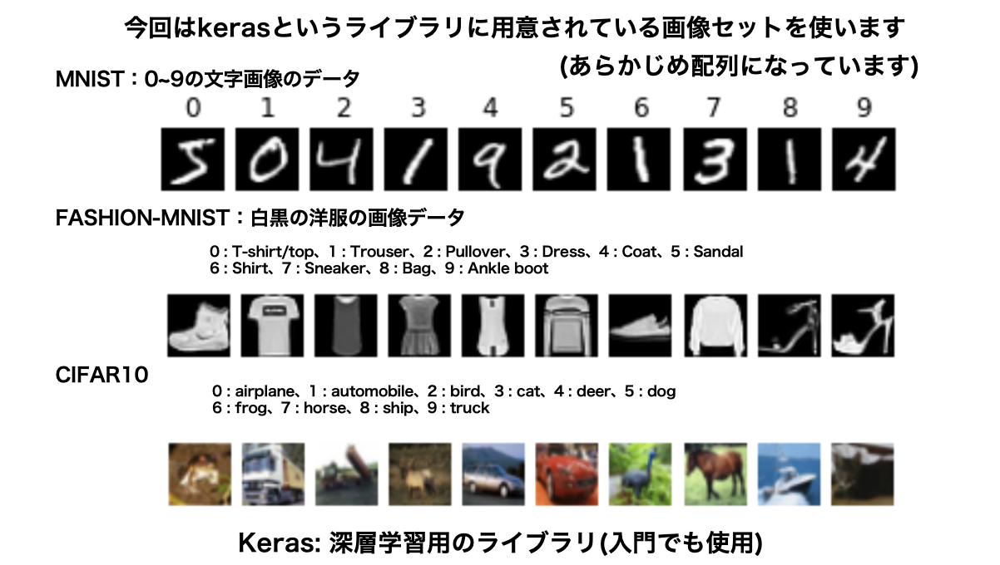 今回はkerasというライブラリに用意されている画像セットを使います
(あらかじめ配列になっています)
MNIST：0~9の文字画像のデータ
0 1 2 3 4 5 6 7 8 9
5 0 4 1 9 2 1 3 1 4
FASHION-MNIST：白黒の洋服の画像データ
0 : T-shirt/top、1 : Trouser、2 : Pullover、3 : Dress、4 : Coat、5 : Sandal
6 : Shirt、7 : Sneaker、8 : Bag、9 : Ankle boot
CIFAR10
0 : airplane、1 : automobile、2 : bird、3 : cat、4 : deer、5 : dog
6 : frog、7 : horse、8 : ship、9 : truck
Keras: 深層学習用のライブラリ(入門でも使用)